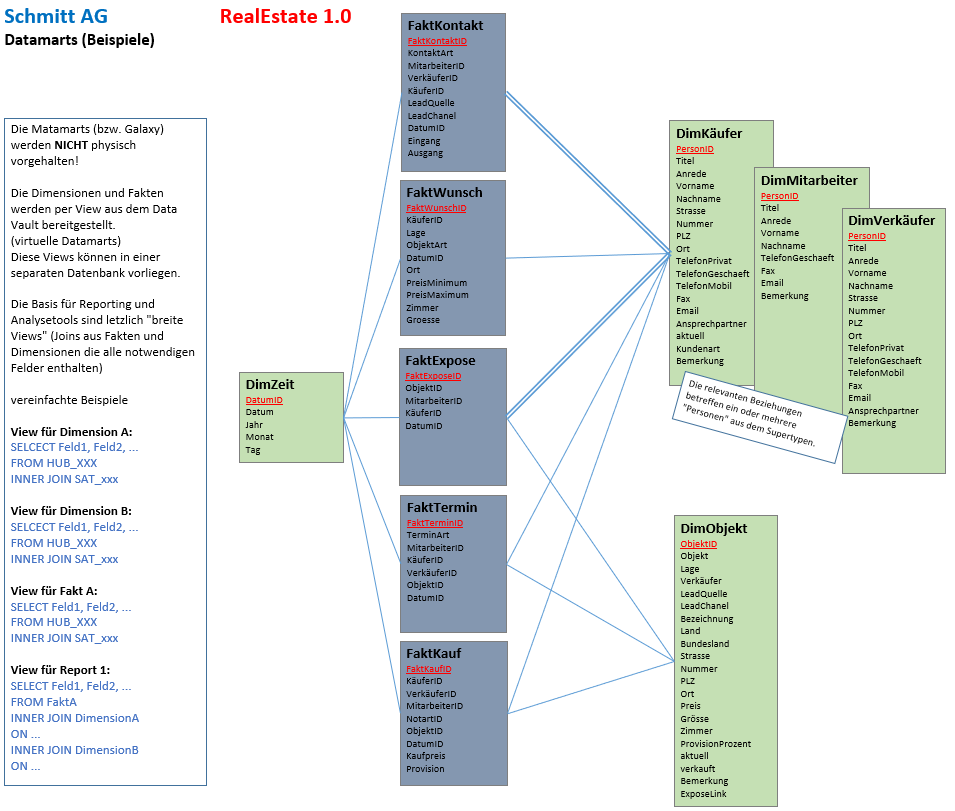 Schmitt AG
RealEstate 1.0
Datamarts (Beispiele)
Die Matamarts (bzw. Galaxy)
werden NICHT physisch
vorgehalten!
Die Dimensionen und Fakten
werden per View aus dem Data
Vault bereitgestellt.
(virtuelle Datamarts)
Diese Views können in einer
separaten Datenbank vorliegen.
Die Basis für Reporting und
Analysetools sind letzlich "breite
Views" (Joins aus Fakten und
Dimensionen die alle notwendigen
Felder enthalten)
vereinfachte Beispiele
View für Dimension A:
SELCECT Feld1, Feld2, ...
FROM HUB_XXX
INNER JOIN SAT_xxx
View für Dimension B:
SELCECT Feld1, Feld2, ...
FROM HUB_XXX
INNER JOIN SAT_xxx
View für Fakt A:
SELECT Feld1, Feld2, ...
FROM HUB_XXX
INNER JOIN SAT_xxx
View für Report 1:
SELECT Feld1, Feld2, ...
FROM FaktA
INNER JOIN DimensionA
ON ...
INNER JOIN DimensionB
ON ...
DimZeit
DatumID
Datum
Jahr
Monat
Tag
FaktKontakt
FaktKontaktID
KontaktArt
MitarbeiterID
VerkäuferID
KäuferID
LeadQuelle
LeadChanel
DatumID
Eingang
Ausgang
FaktWunsch
FaktWunschID
KäuferID
Lage
ObjektArt
DatumID
Ort
PreisMinimum
PreisMaximum
Zimmer
Groesse
FaktExpose
FaktExposeID
ObjektID
MitarbeiterID
KäuferID
DatumID
FaktTermin
FaktTerminID
TerminArt
MitarbeiterID
KäuferID
VerkäuferID
ObjektID
DatumID
FaktKauf
FaktKaufID
KäuferID
VerkäuferID
MitarbeiterID
NotartID
ObjektID
DatumID
Kaufpreis
Provision
DimKäufer
PersonID
Titel
Anrede
Vorname
Nachname
Strasse
Nummer
PLZ
Ort
TelefonPrivat
TelefonGeschaeft
TelefonMobil
Fax
Email
Ansprechpartner
aktuell
Kundenart
Bemerkung
DimMitarbeiter
PersonID
Titel
Anrede
Vorname
Nachname
TelefonGeschaeft
Fax
Email
Bemerkung
DimVerkäufer
PersonID
Titel
Anrede
Vorname
Nachname
Strasse
Nummer
PLZ
Ort
TelefonPrivat
TelefonGeschaeft
TelefonMobil
Fax
Email
Ansprechpartner
Bemerkung
Die relevanten Beziehungen
betreffen ein oder mehrere
"Personen" aus dem Supertypen.
DimObjekt
ObjektID
Objekt
Lage
Verkäufer
LeadQuelle
LeadChanel
Bezeichnung
Land
Bundesland
Strasse
Nummer
PLZ
Ort
Preis
Grösse
Zimmer
ProvisionProzent
aktuell
verkauft
Bemerkung
ExposeLink